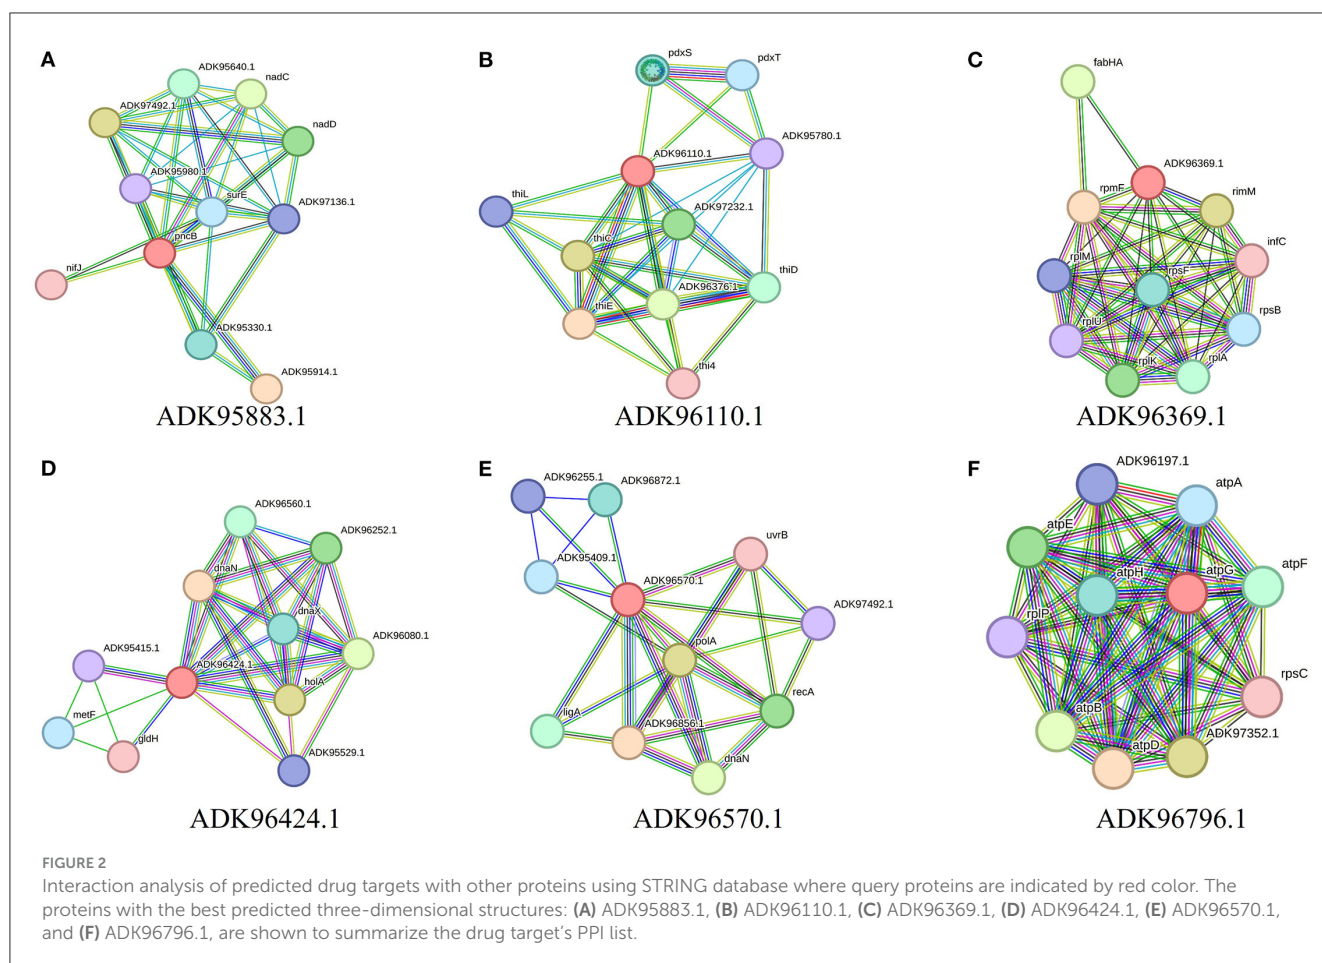 A
ADK95640.1
nadC
ADK97492.1
nadD
ADK95980.1
surE
ADK97136.1
pncB
nifJ
ADK95330.1
ADK95914.1
ADK95883.1
B
pdxS
pdxT
ADK95780.1
ADK96110.1
thiL
ADK97232.1
thiC
thiD
ADK96376.1
thiE
thi4
ADK96110.1
C
fabHA
ADK96369.1
rpmF
rimM
infC
rplM
rpsF
rpsB
rplU
rplK
rplA
ADK96369.1
D
ADK96560.1
ADK96252.1
dnaN
dnaX
ADK96080.1
ADK95415.1
ADK96424.1
holA
metF
gldH
ADK95529.1
ADK96424.1
E
ADK96255.1
ADK96872.1
uvrB
ADK95409.1
ADK96570.1
ADK97492.1
polA
recA
ligA
ADK96856.1
dnaN
ADK96570.1
F
ADK96197.1
atpA
atpE
atpH
atpG
atpF
rplP
rpsC
atpB
ADK97352.1
atpD
ADK96796.1
FIGURE 2
Interaction analysis of predicted drug targets with other proteins using STRING database where query proteins are indicated by red color. The
proteins with the best predicted three-dimensional structures: (A) ADK95883.1, (B) ADK96110.1, (C) ADK96369.1, (D) ADK96424.1, (E) ADK96570.1,
and (F) ADK96796.1, are shown to summarize the drug target's PPI list.